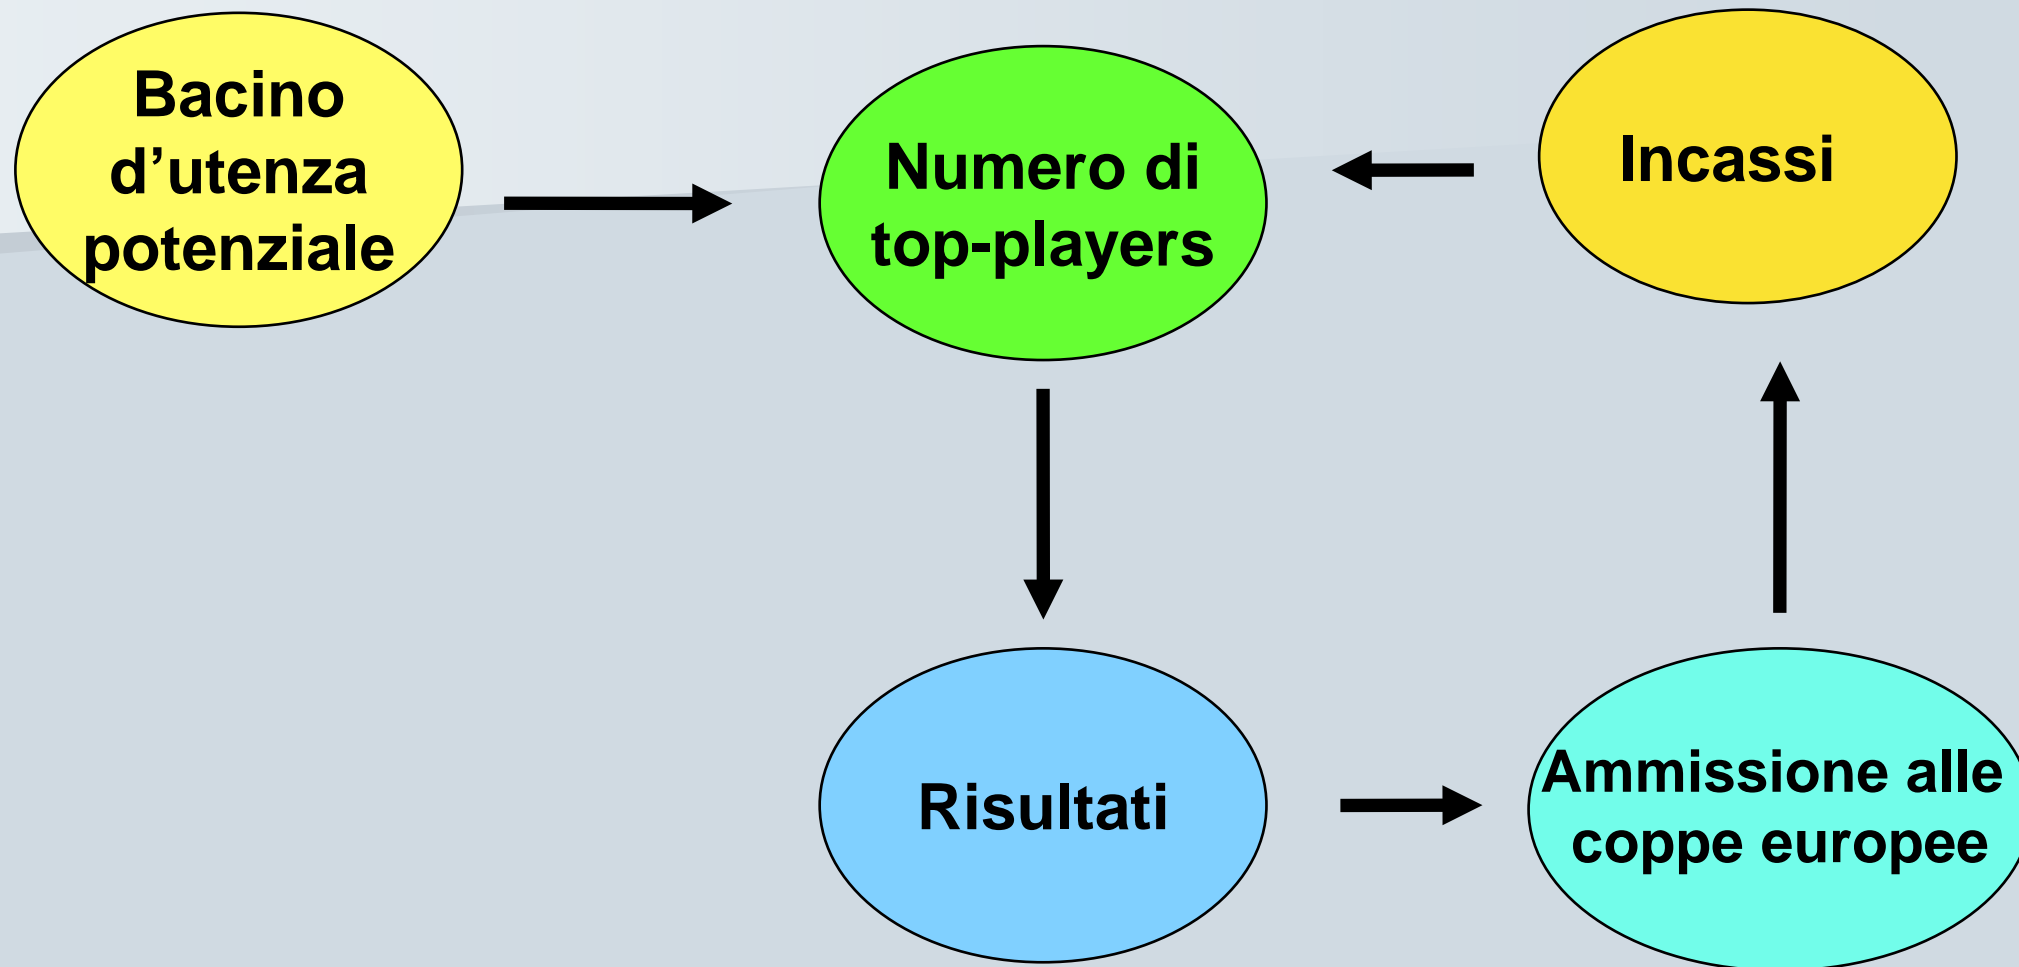 Bacino
d’utenza
potenziale
Numero di
top-players
Incassi
Risultati
Ammissione alle
coppe europee